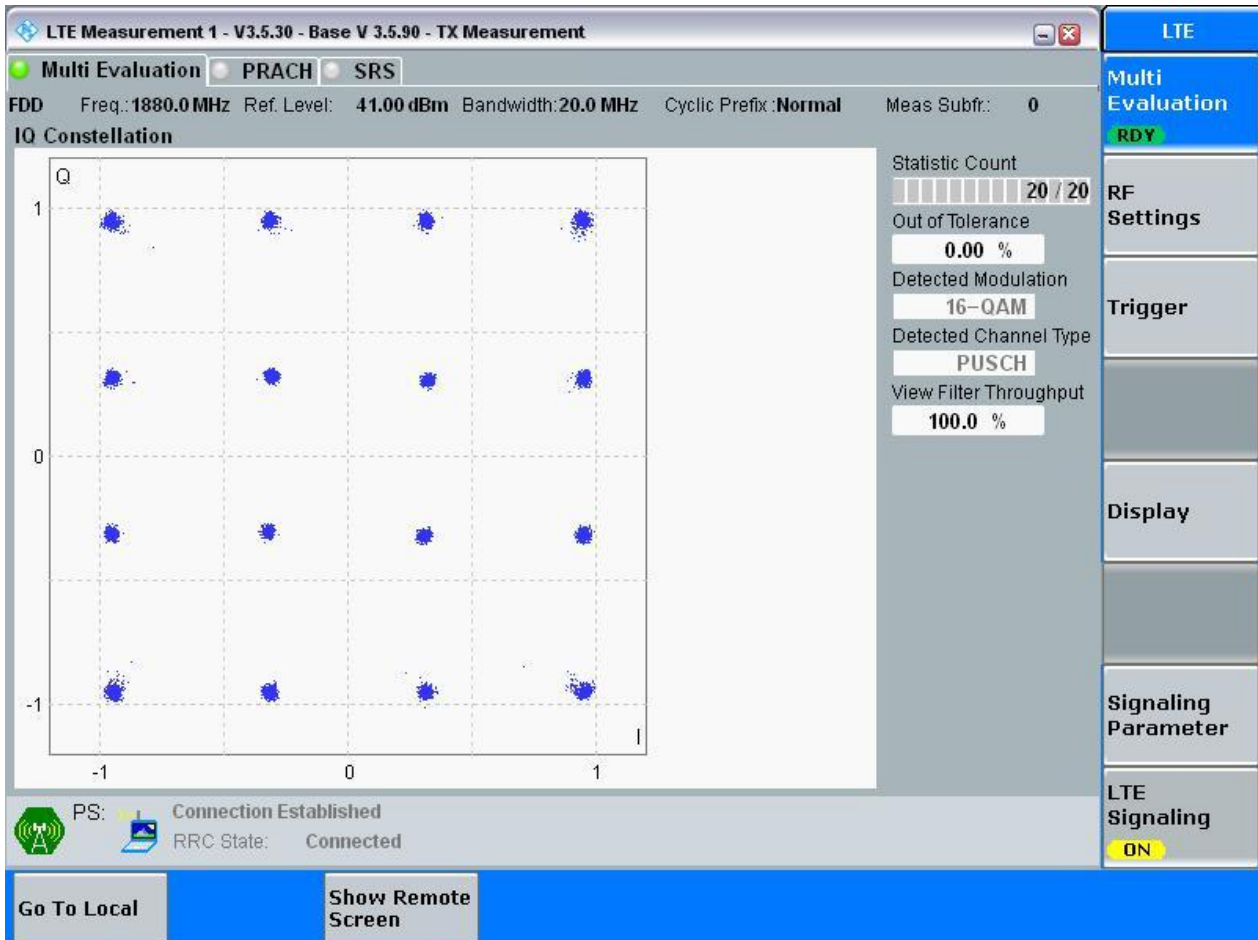 LTE Measurement 1 - V3.5.30 - Base V 3.5.90 - TX Measurement
LTE
Multi Evaluation PRACH SRS
FDD Freq.: 1880.0 MHz Ref. Level: 41.00 dBm Bandwidth: 20.0 MHz Cyclic Prefix : Normal Meas Subfr.: 0
IQ Constellation
Q
1
0
-1
-1 0 1
I
Statistic Count
20 / 20
Out of Tolerance
0.00 %
Detected Modulation
16-QAM
Detected Channel Type
PUSCH
View Filter Throughput
100.0 %
Multi
Evaluation
RDY
RF
Settings
Trigger
Display
Signaling
Parameter
LTE
Signaling
ON
PS: Connection Established
RRC State: Connected
Go To Local
Show Remote
Screen